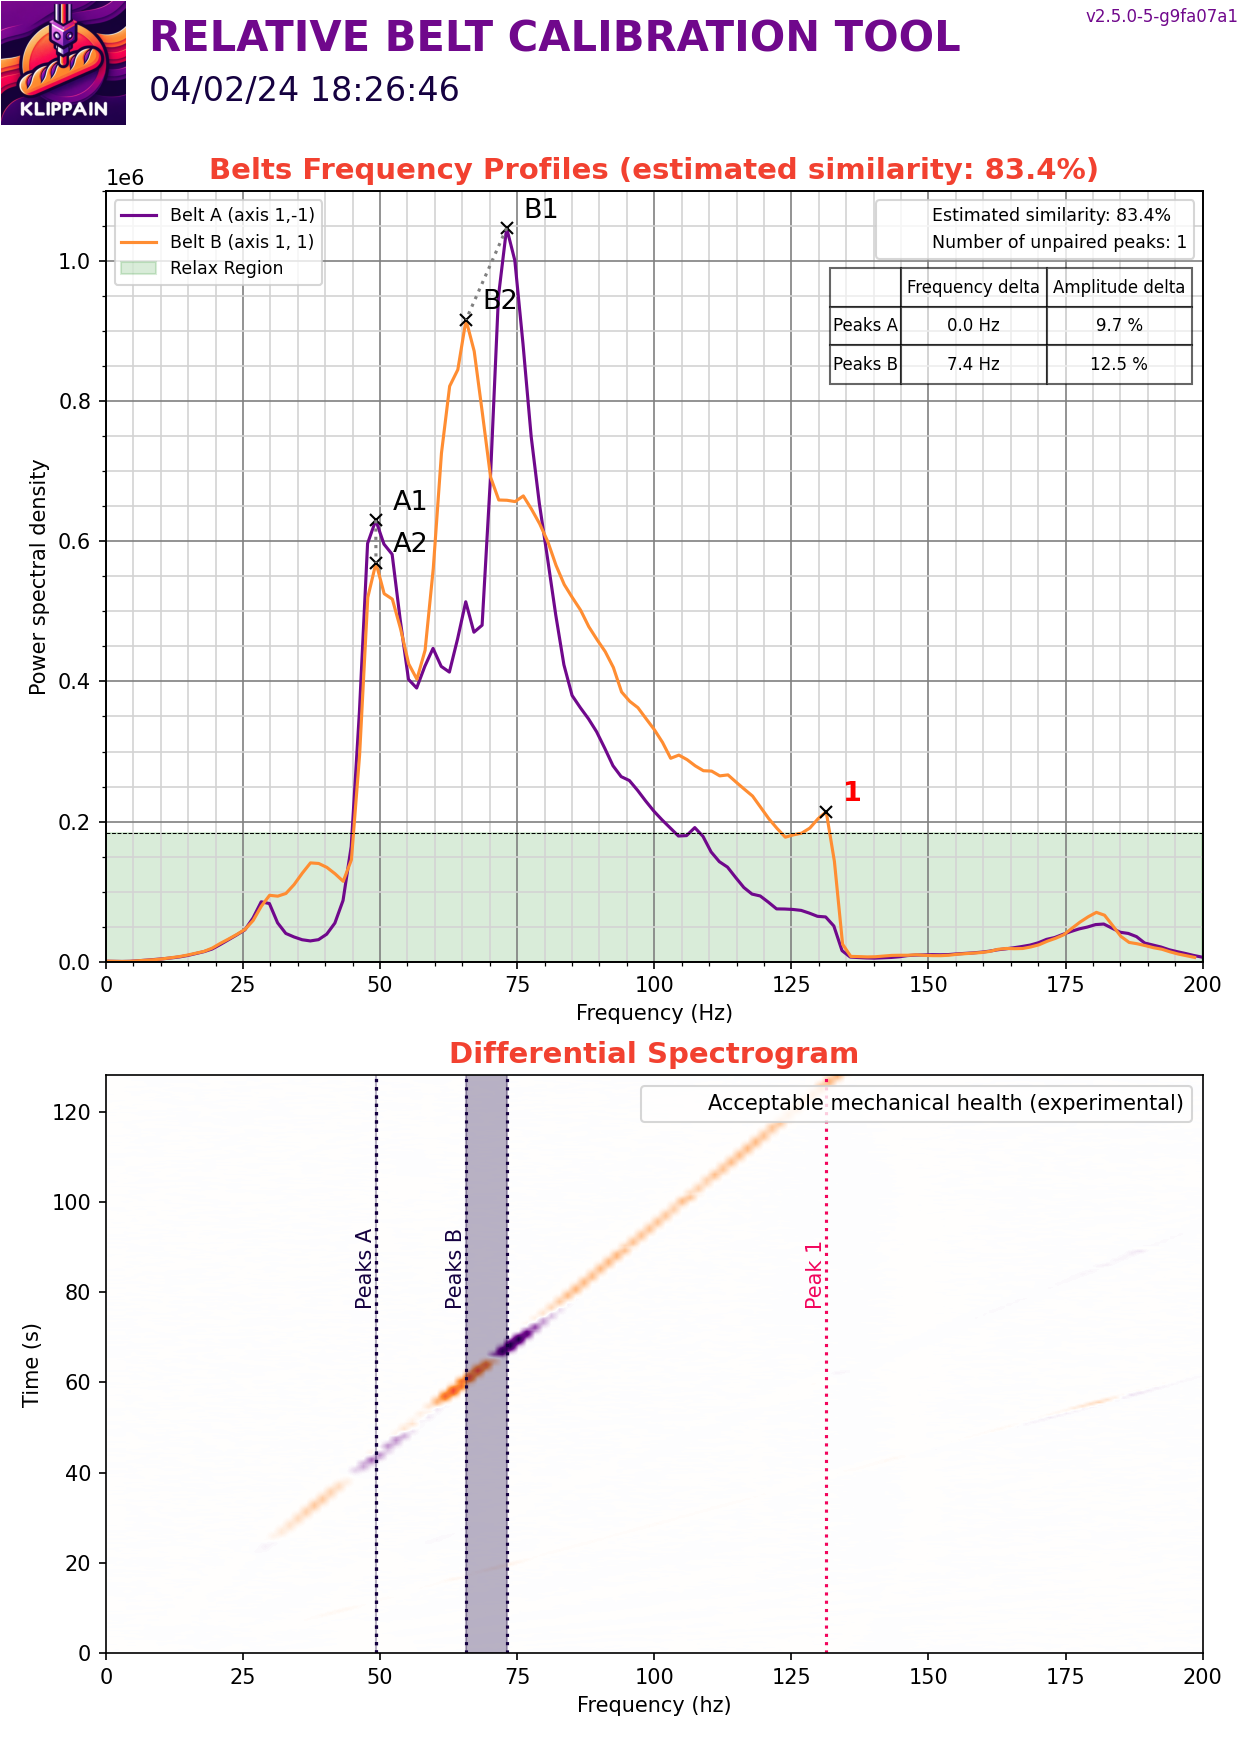 v2.5.0-5-g9fa07a1
RELATIVE BELT CALIBRATION TOOL
04/02/24 18:26:46
KLIPPAIN
Belts Frequency Profiles (estimated similarity: 83.4%)
1e6
Belt A (axis 1,-1)
Belt B (axis 1, 1)
Relax Region
Estimated similarity: 83.4%
Number of unpaired peaks: 1
Frequency delta Amplitude delta
Peaks A 0.0 Hz 9.7 %
Peaks B 7.4 Hz 12.5 %
B1
B2
A1
A2
1
Power spectral density
1.0
0.8
0.6
0.4
0.2
0.0
0 25 50 75 100 125 150 175 200
Frequency (Hz)
Differential Spectrogram
Acceptable mechanical health (experimental)
Peaks A
Peaks B
Peak 1
Time (s)
120
100
80
60
40
20
0
0 25 50 75 100 125 150 175 200
Frequency (hz)